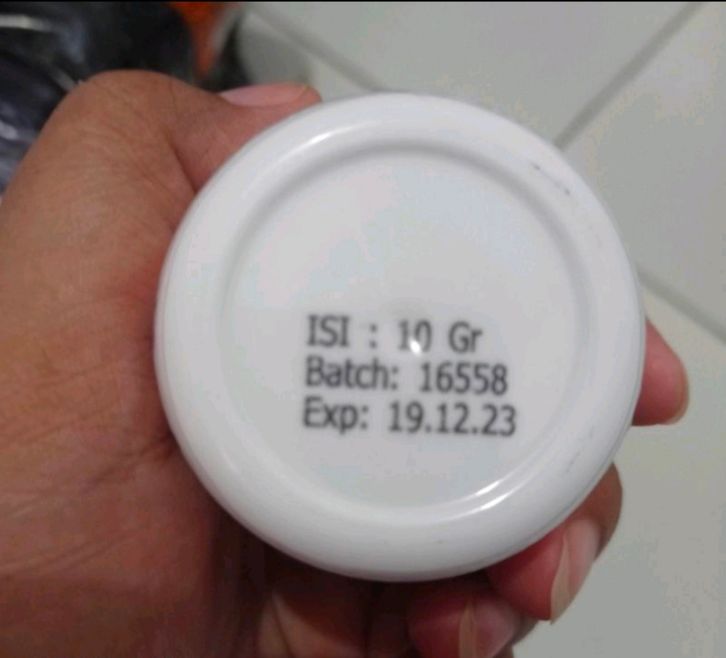 ISI : 10 Gr
Batch: 16558
Exp: 19.12.23